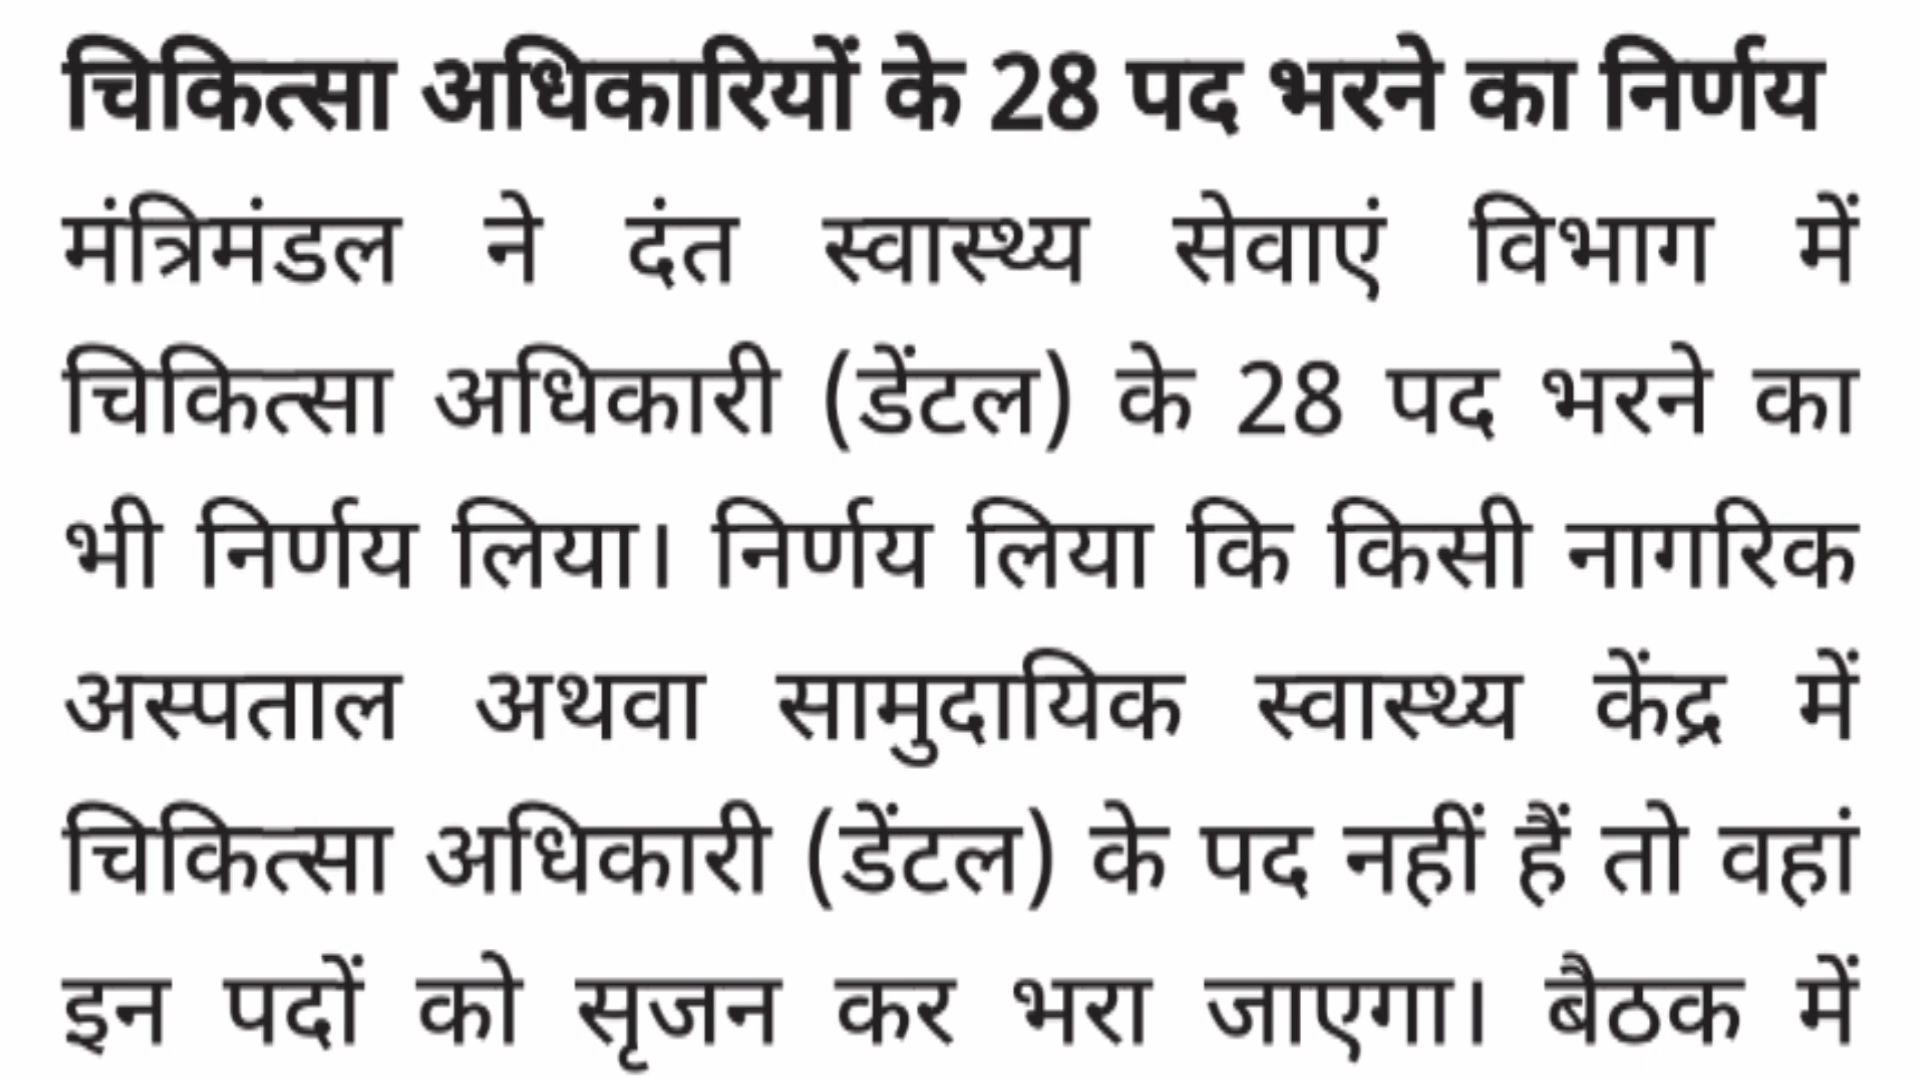 चिकित्सा अधिकारियों के 28 पद भरने का निर्णय
मंत्रिमंडल ने दंत स्वास्थ्य सेवाएं विभाग में
चिकित्सा अधिकारी (डेंटल) के 28 पद भरने का
भी निर्णय लिया। निर्णय लिया कि किसी नागरिक
अस्पताल अथवा सामुदायिक स्वास्थ्य केंद्र में
चिकित्सा अधिकारी (डेंटल) के पद नहीं हैं तो वहां
इन पदों को सृजन कर भरा जाएगा। बैठक में